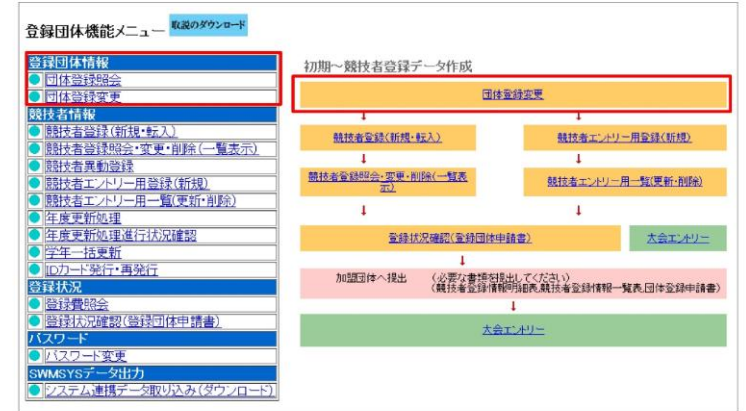 登録団体機能メニュー 取説のダウンロード
登録団体情報
団体登録照会
団体登録変更
競技者情報
競技者登録(新規・転入)
競技者登録照会・変更・削除(一覧表示)
競技者異動登録
競技者エントリー用登録(新規)
競技者エントリー用一覧(更新・削除)
年度更新処理
年度更新処理進行状況確認
学年一括更新
IDカード発行・再発行
登録状況
登録費照会
登録状況確認(登録団体申請書)
パスワード
パスワード変更
SWMSYSデータ出力
システム連携データ取り込み(ダウンロード)
初期～競技者登録データ作成
団体登録変更
↓ ↓
競技者登録(新規・転入) 競技者エントリー用登録(新規)
↓ ↓
競技者登録照会・変更・削除(一覧表
示) 競技者エントリー用一覧(更新・削除)
↓ ↓
登録状況確認(登録団体申請書) 大会エントリー
↓
加盟団体へ提出 (必要な書類を提出してください)
(競技者登録情報明細表,競技者登録情報一覧表,団体登録申請書)
↓
大会エントリー